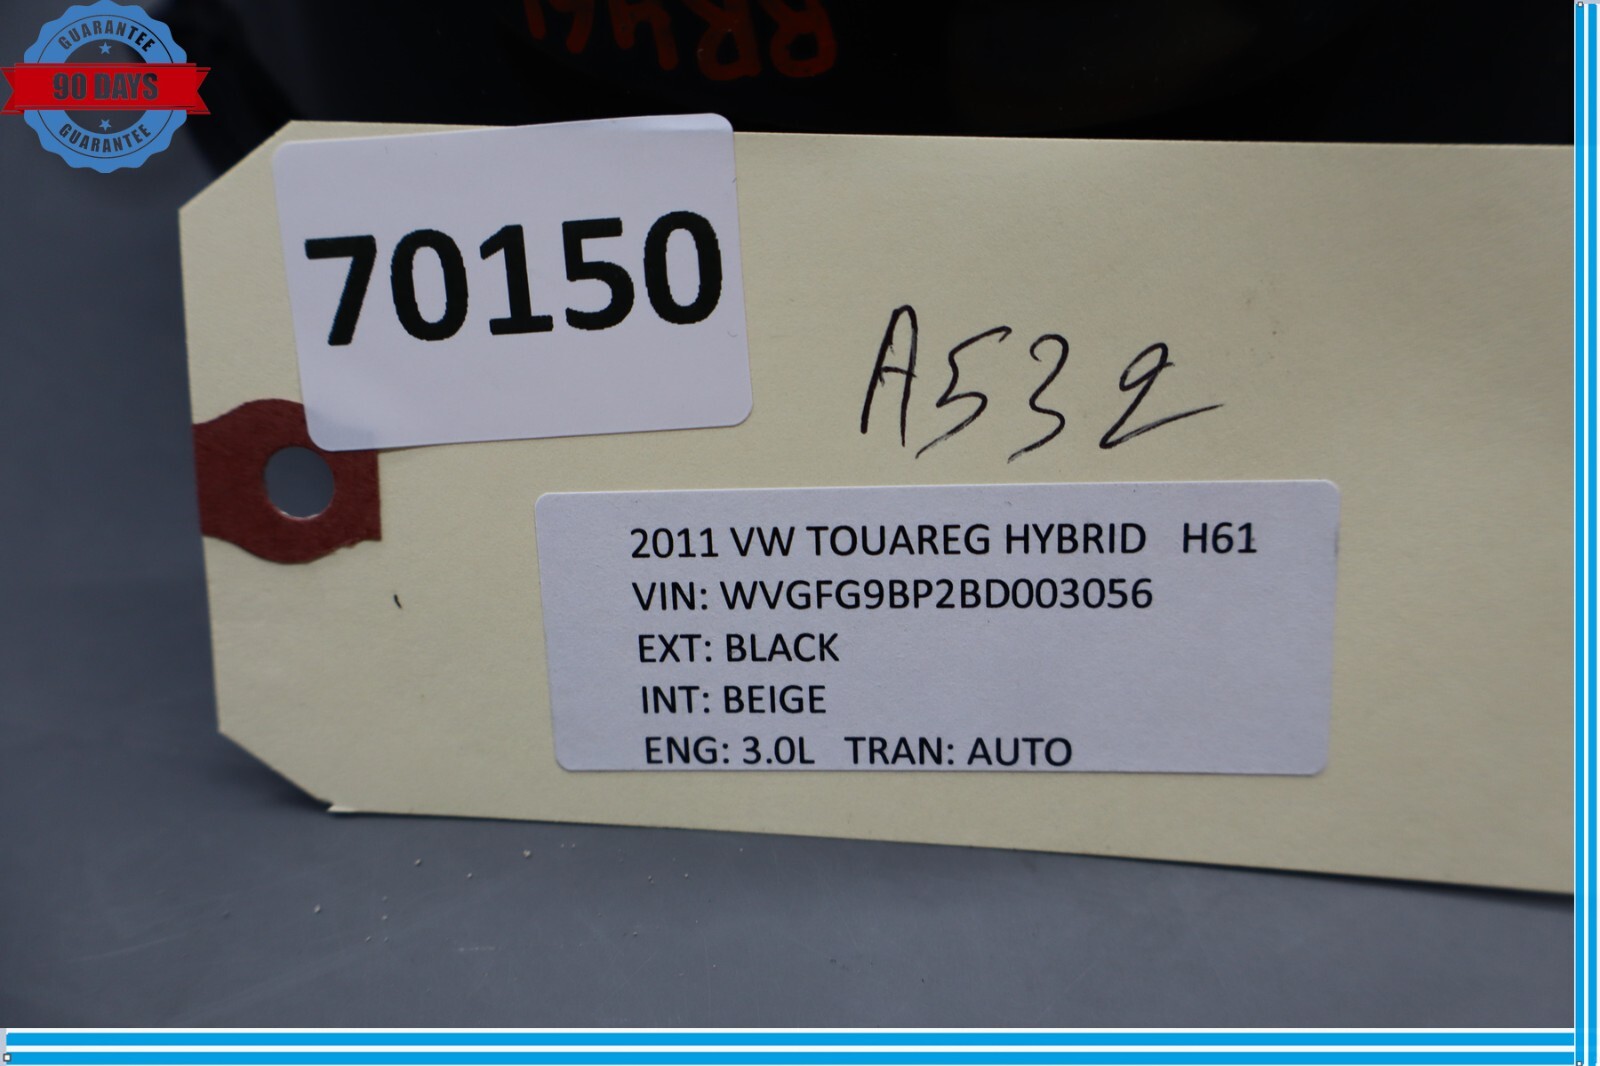 RR461
GUARANTEE
90 DAYS
GUARANTEE
70150
A532
2011 VW TOUAREG HYBRID H61
VIN: WVGFG9BP2BD003056
EXT: BLACK
INT: BEIGE
ENG: 3.0L TRAN: AUTO